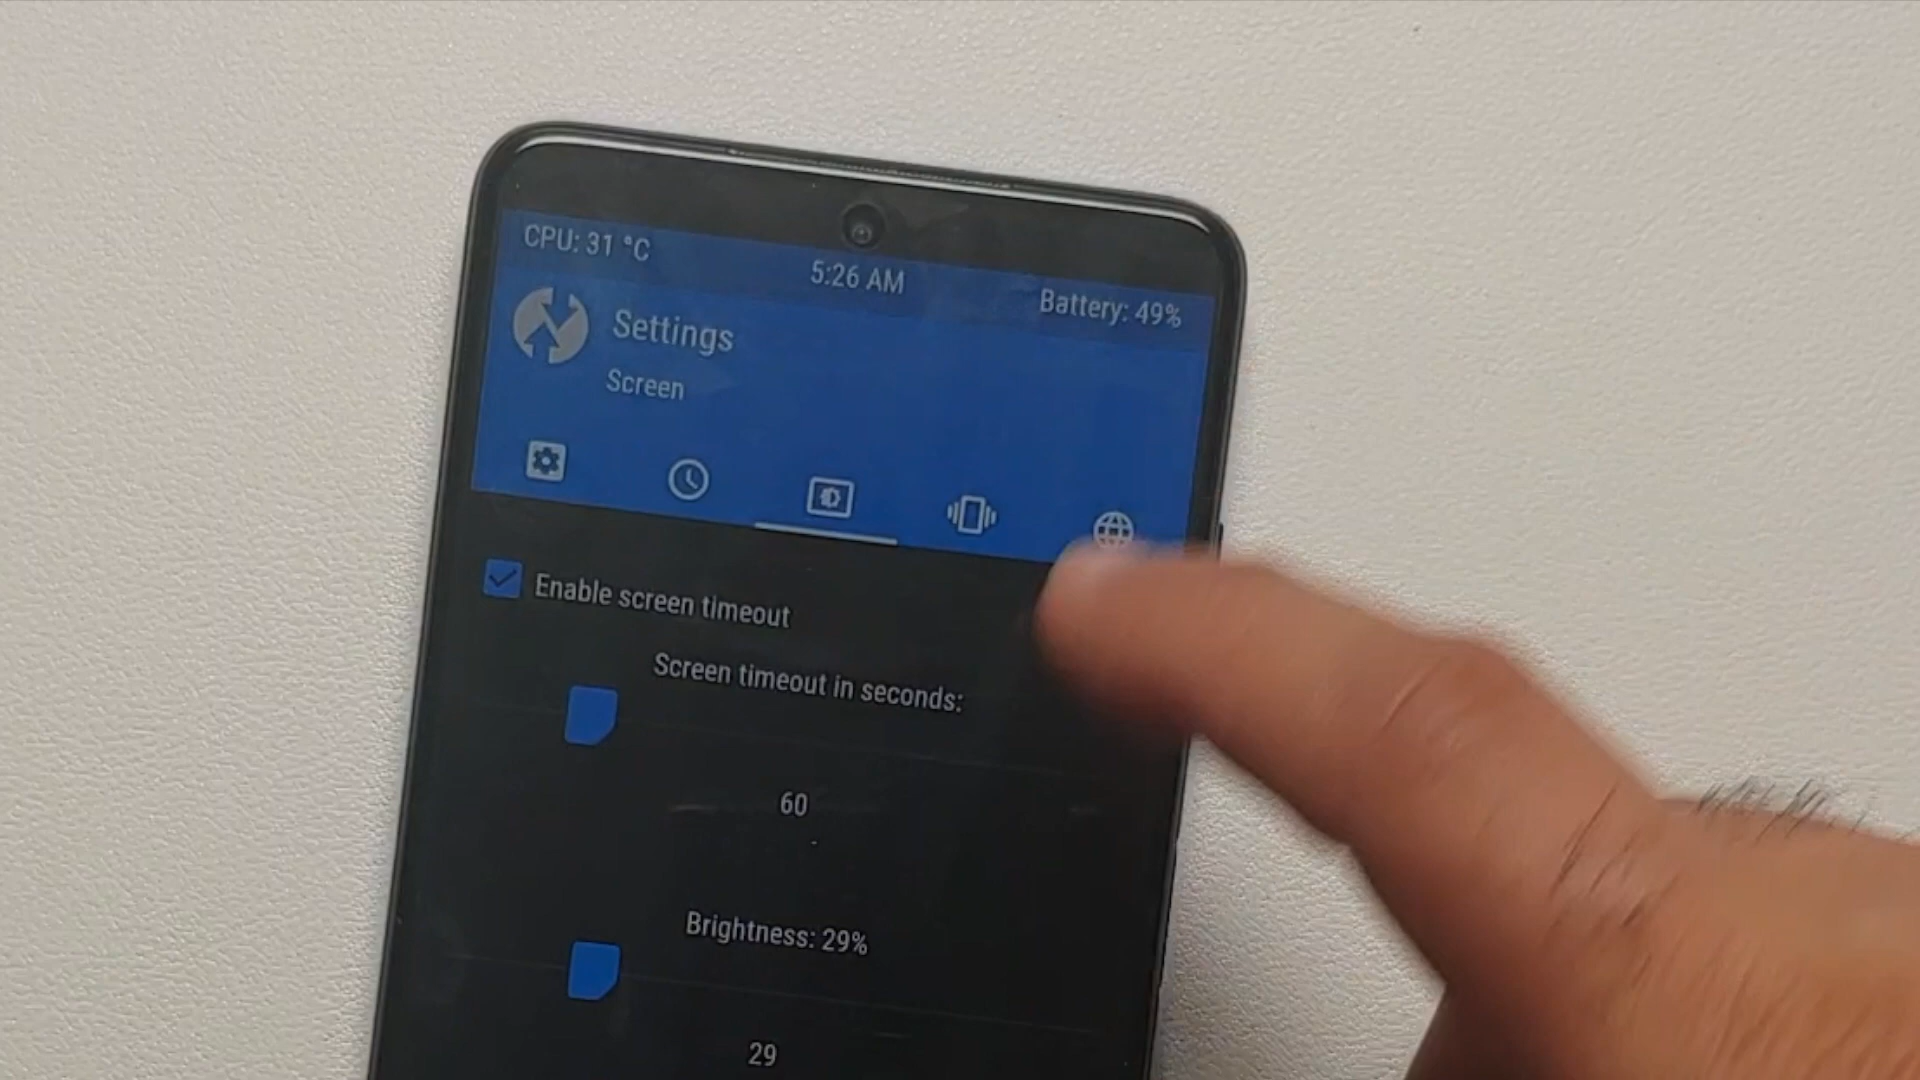 CPU: 31 °C
5:26 AM
Battery: 49%
Settings
Screen
Enable screen timeout
Screen timeout in seconds:
60
Brightness: 29%
29